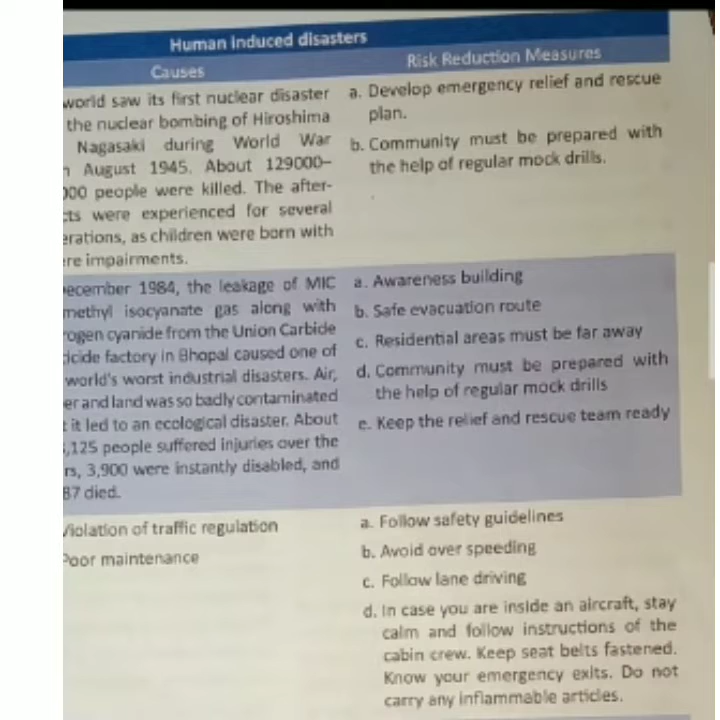 Human induced disasters
Causes
Risk Reduction Measures
world saw its first nuclear disaster
the nuclear bombing of Hiroshima
Nagasaki during World War
August 1945. About 129000–
people were killed. The after-
were experienced for several
as children were born with
impairments.
a. Develop emergency relief and rescue
plan.
b. Community must be prepared with
the help of regular mock drills.
1984, the leakage of MIC
methyl isocyanate gas along with
cyanide from the Union Carbide
factory in Bhopal caused one of
world's worst industrial disasters. Air,
and land was so badly contaminated
it led to an ecological disaster. About
,125 people suffered injuries over the
rs, 3,900 were instantly disabled, and
87 died.
a. Awareness building
b. Safe evacuation route
c. Residential areas must be far away
d. Community must be prepared with
the help of regular mock drills
e. Keep the relief and rescue team ready
Violation of traffic regulation
Poor maintenance
a. Follow safety guidelines
b. Avoid over speeding
c. Follow lane driving
d. In case you are inside an aircraft, stay
calm and follow instructions of the
cabin crew. Keep seat belts fastened.
Know your emergency exits. Do not
carry any inflammable articles.